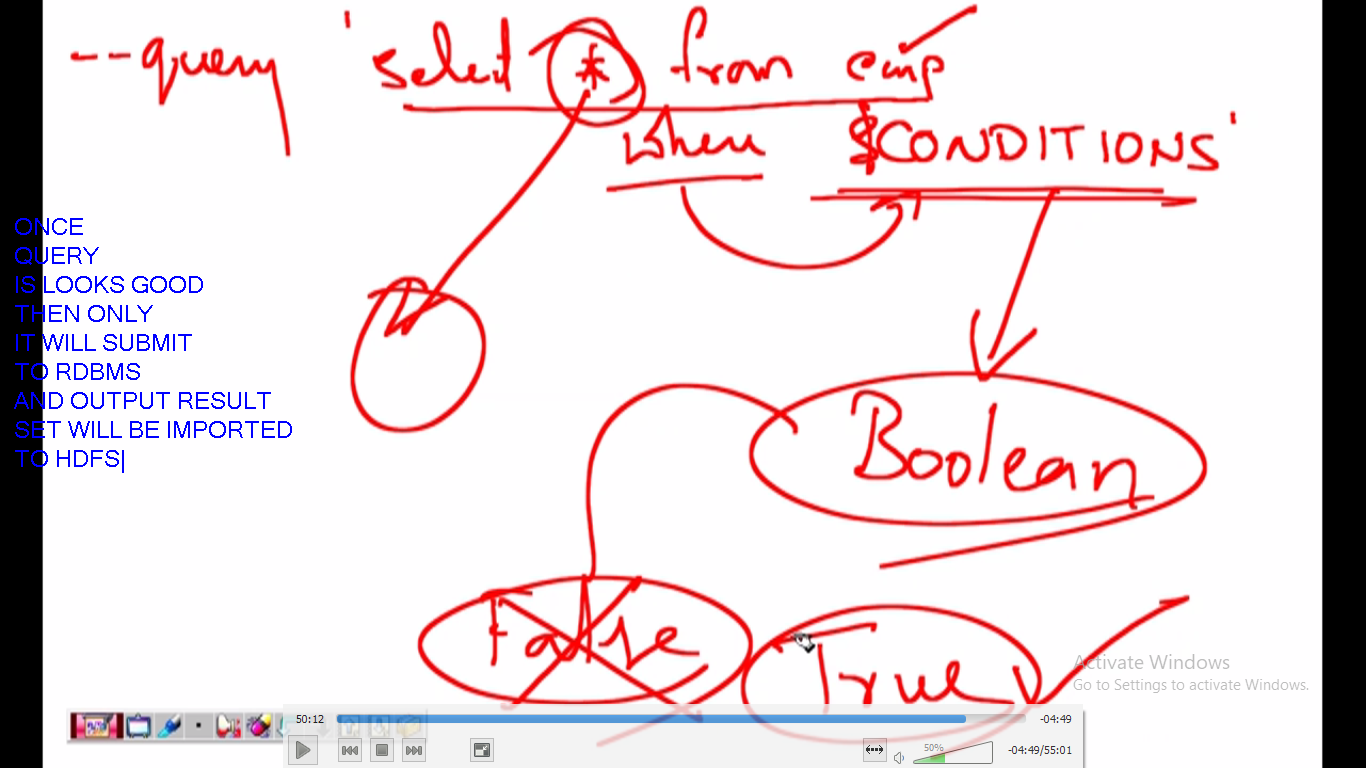 --query 'select * from emp
where $CONDITIONS'
ONCE
QUERY
IS LOOKS GOOD
THEN ONLY
IT WILL SUBMIT
TO RDBMS
AND OUTPUT RESULT
SET WILL BE IMPORTED
TO HDFS
Boolean
False
True
Activate Windows
Go to Settings to activate Windows.
50:12
-04:49
50%
-04:49/55:01